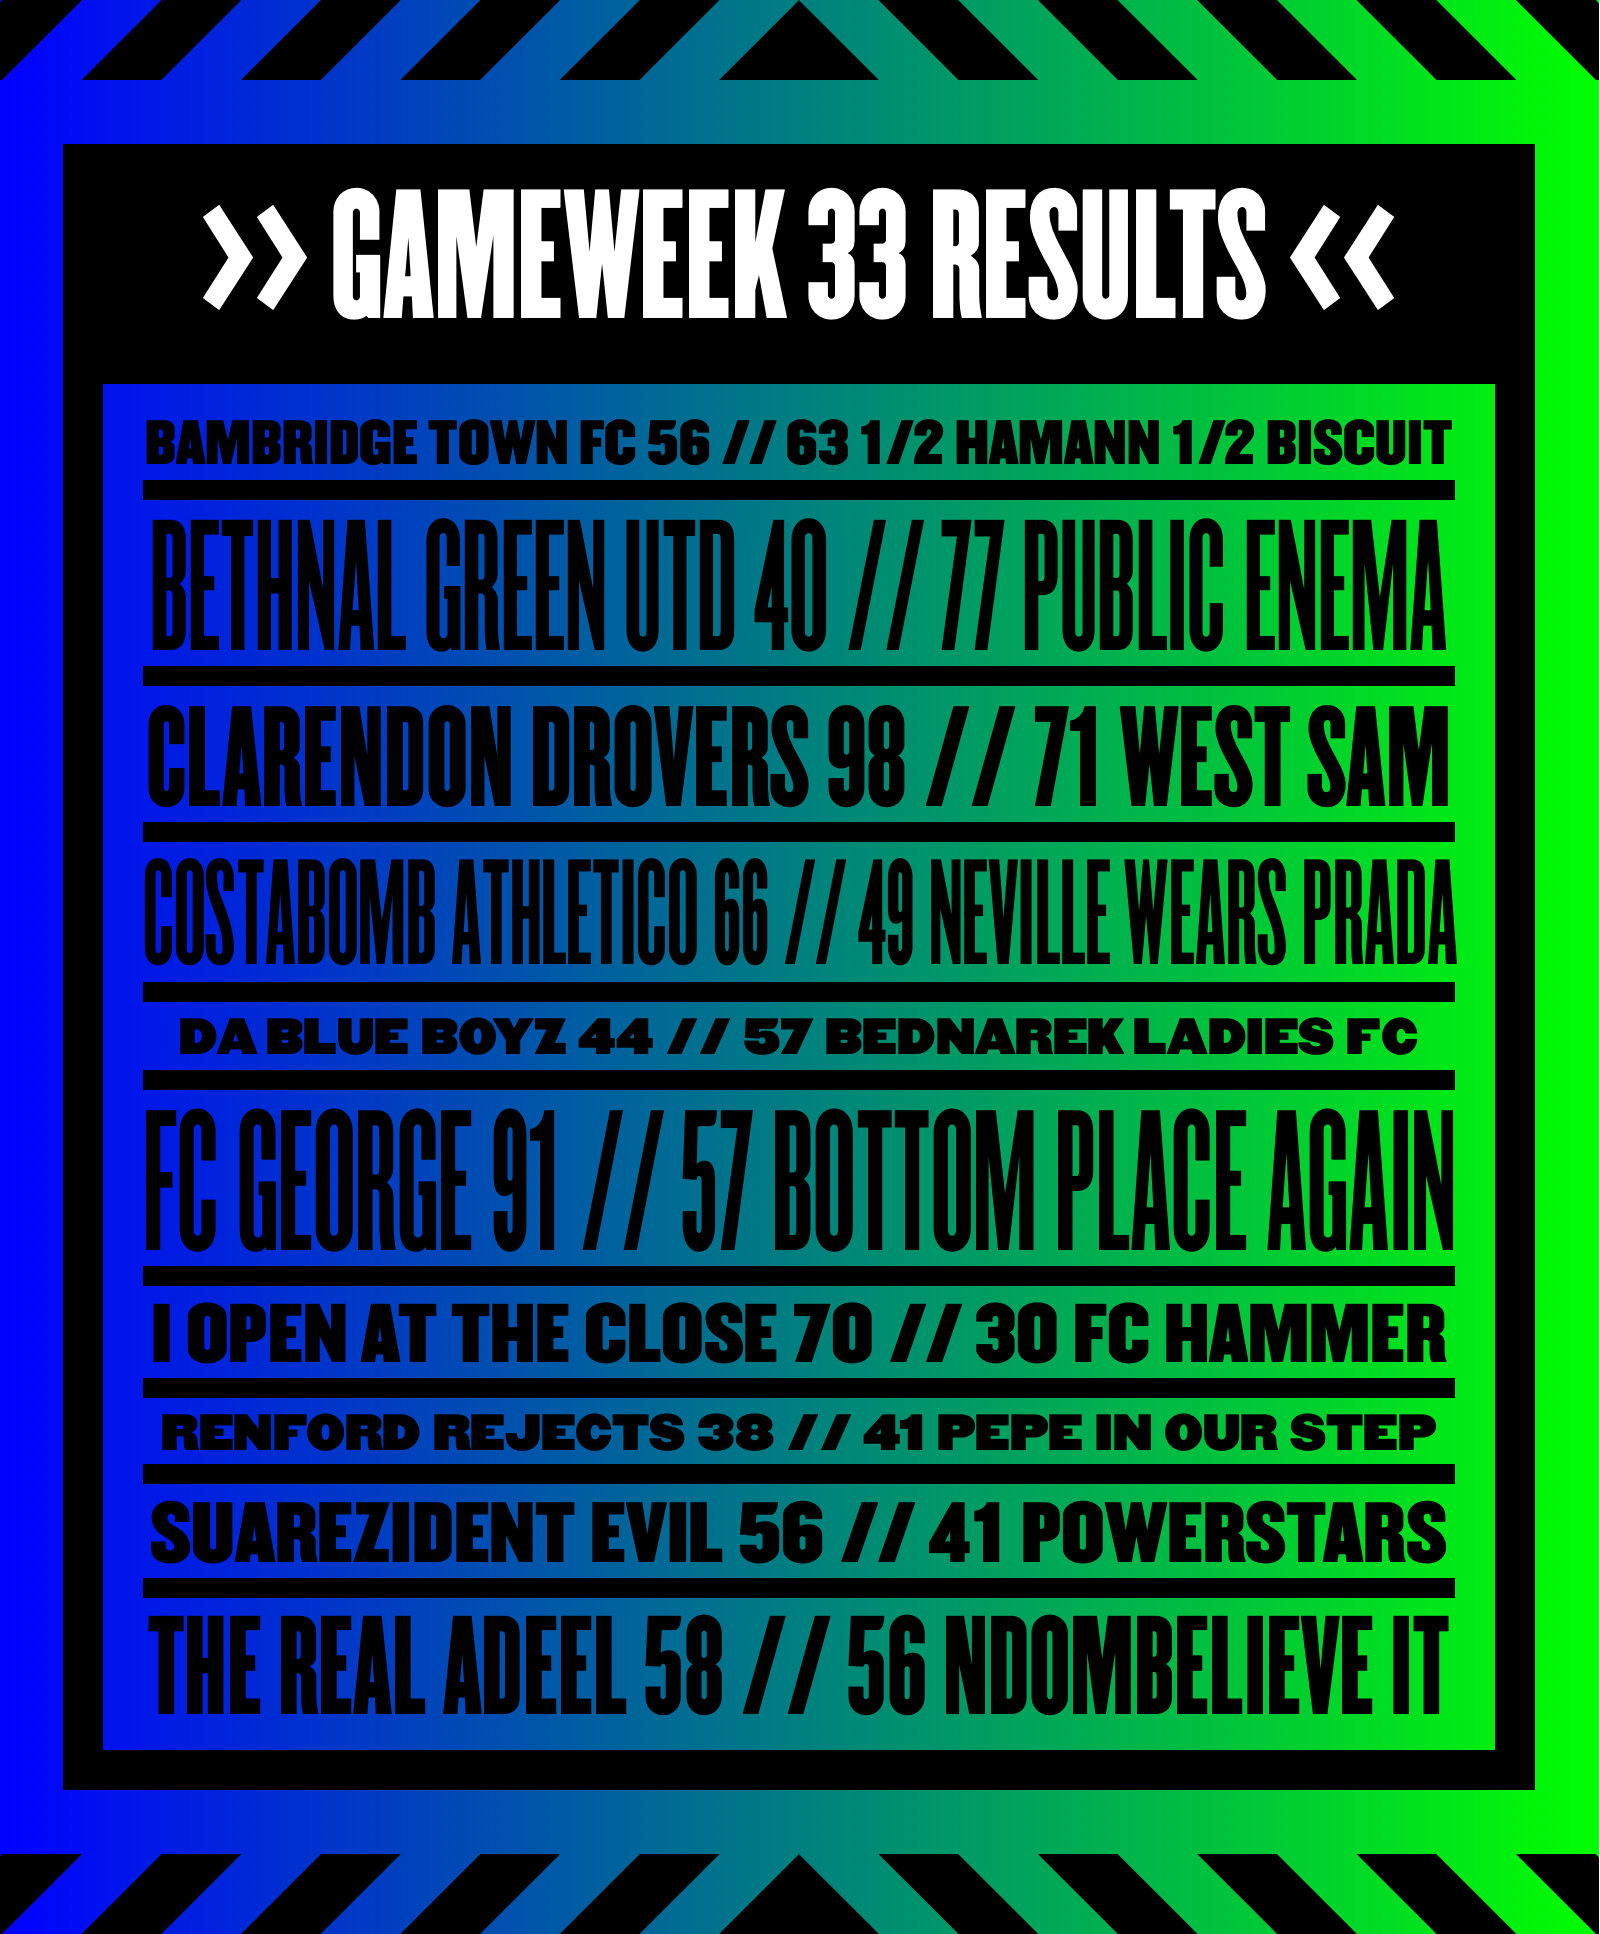 >> GAMEWEEK 33 RESULTS <<
BAMBRIDGE TOWN FC 56 // 63 1/2 HAMANN 1/2 BISCUIT
BETHNAL GREEN UTD 40 // 77 PUBLIC ENEMA
CLARENDON DROVERS 98 // 71 WEST SAM
COSTABOMB ATHLETICO 66 // 49 NEVILLE WEARS PRADA
DA BLUE BOYZ 44 // 57 BEDNAREK LADIES FC
FC GEORGE 91 // 57 BOTTOM PLACE AGAIN
I OPEN AT THE CLOSE 70 // 30 FC HAMMER
RENFORD REJECTS 38 // 41 PEPE IN OUR STEP
SUAREZIDENT EVIL 56 // 41 POWERSTARS
THE REAL ADEEL 58 // 56 NDOMBELIEVE IT